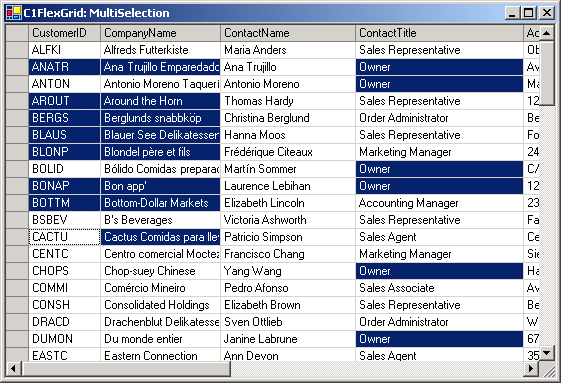 C1FlexGrid: MultiSelection
CustomerID CompanyName ContactName ContactTitle Ac
ALFKI Alfreds Futterkiste Maria Anders Sales Representative Ob
ANATR Ana Trujillo Emparedado Ana Trujillo Owner Av
ANTON Antonio Moreno Taqueri Antonio Moreno Owner Ma
AROUT Around the Horn Thomas Hardy Sales Representative 12
BERGS Berglunds snabbköp Christina Berglund Order Administrator Be
BLAUS Blauer See Delikatesser Hanna Moos Sales Representative Fo
BLONP Blondel père et fils Frédérique Citeaux Marketing Manager 24
BOLID Bólido Comidas prepara Martín Sommer Owner C/
BONAP Bon app' Laurence Lebihan Owner 12
BOTTM Bottom-Dollar Markets Elizabeth Lincoln Accounting Manager 23
BSBEV B's Beverages Victoria Ashworth Sales Representative Fa
CACTU Cactus Comidas para lle Patricio Simpson Sales Agent Ce
CENTC Centro comercial Moctez Francisco Chang Marketing Manager Sie
CHOPS Chop-suey Chinese Yang Wang Owner Ha
COMMI Comércio Mineiro Pedro Afonso Sales Associate Av
CONSH Consolidated Holdings Elizabeth Brown Sales Representative Be
DRACD Drachenblut Delikatesse Sven Ottlieb Order Administrator W
DUMON Du monde entier Janine Labrune Owner 67
EASTC Eastern Connection Ann Devon Sales Agent 35